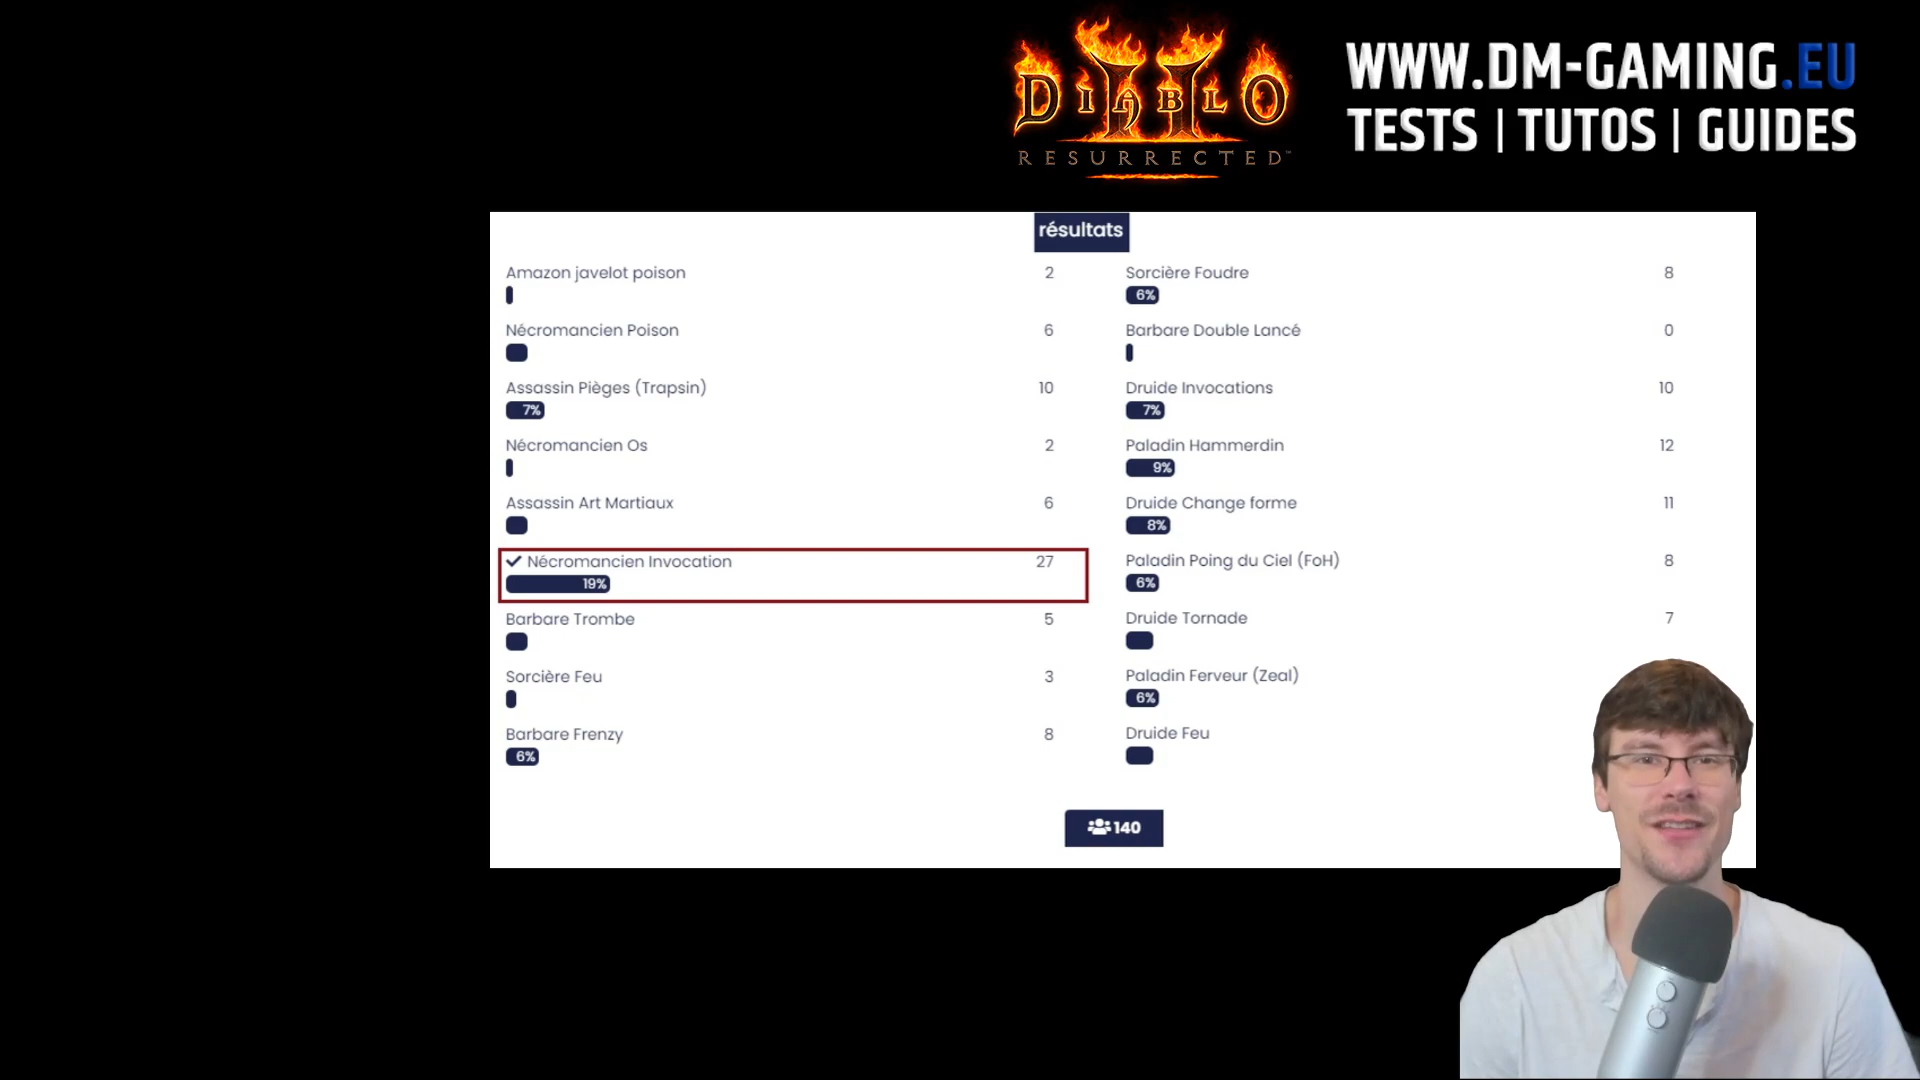 DIABLO II
RESURRECTED™
WWW.DM-GAMING.EU
TESTS | TUTOS | GUIDES
résultats
Amazon javelot poison 2
Nécromancien Poison 6
Assassin Pièges (Trapsin) 10
7%
Nécromancien Os 2
Assassin Art Martiaux 6
Nécromancien Invocation 27
19%
Barbare Trombe 5
Sorcière Feu 3
Barbare Frenzy 8
6%
Sorcière Foudre 8
6%
Barbare Double Lancé 0
Druide Invocations 10
7%
Paladin Hammerdin 12
9%
Druide Change forme 11
8%
Paladin Poing du Ciel (FoH) 8
6%
Druide Tornade 7
Paladin Ferveur (Zeal)
6%
Druide Feu
140